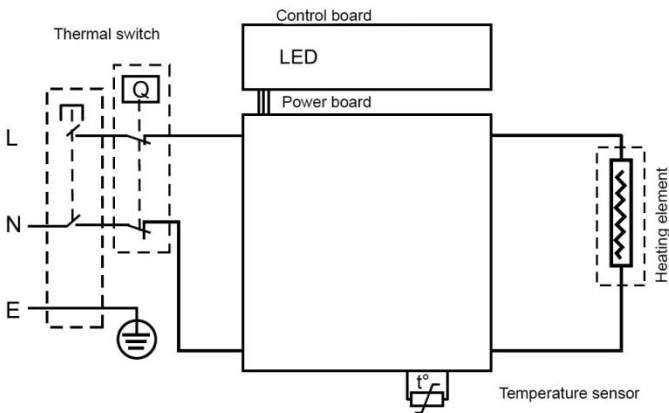 Control board
Thermal switch
LED
Q
Power board
L
N
E
Heating element
t°
Temperature sensor